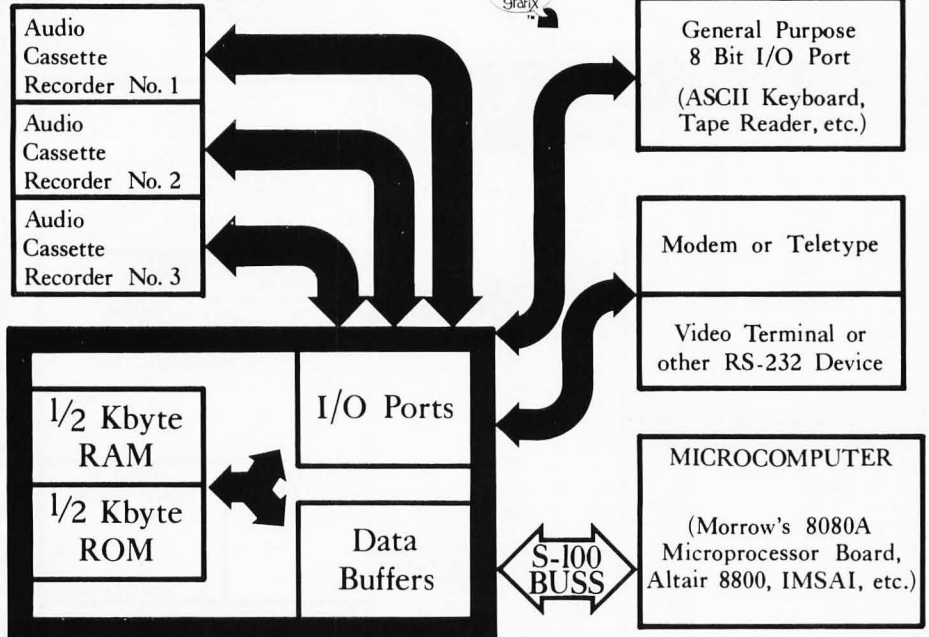 Audio
Cassette
Recorder No. 1
Audio
Cassette
Recorder No. 2
Audio
Cassette
Recorder No. 3
grafix
™
General Purpose
8 Bit I/O Port
(ASCII Keyboard,
Tape Reader, etc.)
Modem or Teletype
Video Terminal or
other RS-232 Device
1/2 Kbyte
RAM
1/2 Kbyte
ROM
I/O Ports
Data
Buffers
S-100
BUSS
MICROCOMPUTER
(Morrow's 8080A
Microprocessor Board,
Altair 8800, IMSAI, etc.)